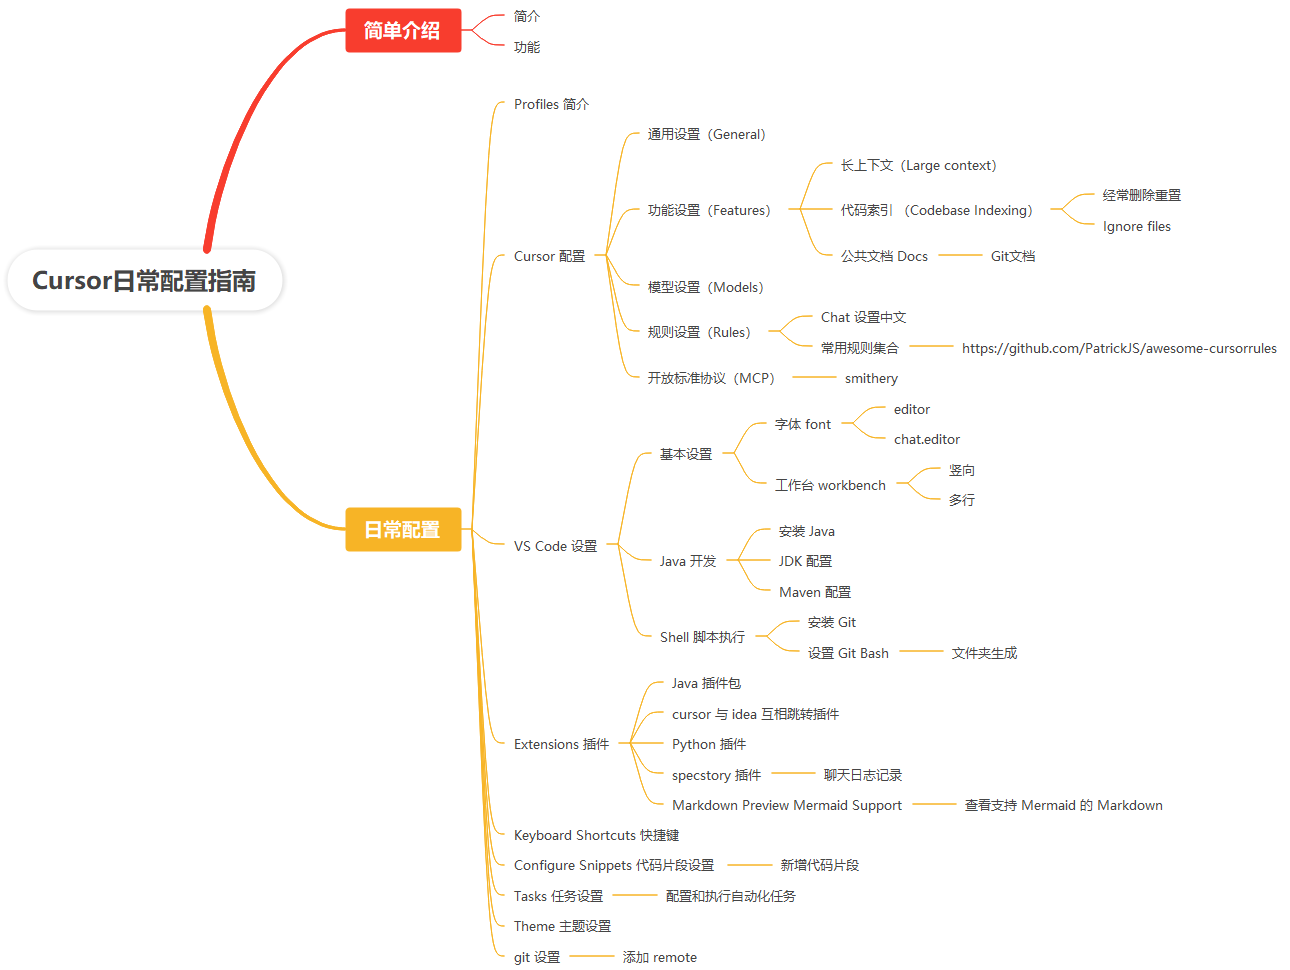 Cursor日常配置指南
简单介绍
简介
功能
日常配置
Profiles 简介
Cursor 配置
通用设置（General）
功能设置（Features）
长上下文（Large context）
代码索引 （Codebase Indexing）
经常删除重置
Ignore files
公共文档 Docs
Git文档
模型设置（Models）
规则设置（Rules）
Chat 设置中文
常用规则集合
https://github.com/PatrickJS/awesome-cursorrules
开放标准协议（MCP）
smithery
VS Code 设置
基本设置
字体 font
editor
chat.editor
工作台 workbench
竖向
多行
Java 开发
安装 Java
JDK 配置
Maven 配置
Shell 脚本执行
安装 Git
设置 Git Bash
文件夹生成
Extensions 插件
Java 插件包
cursor 与 idea 互相跳转插件
Python 插件
specstory 插件
聊天日志记录
Markdown Preview Mermaid Support
查看支持 Mermaid 的 Markdown
Keyboard Shortcuts 快捷键
Configure Snippets 代码片段设置
新增代码片段
Tasks 任务设置
配置和执行自动化任务
Theme 主题设置
git 设置
添加 remote